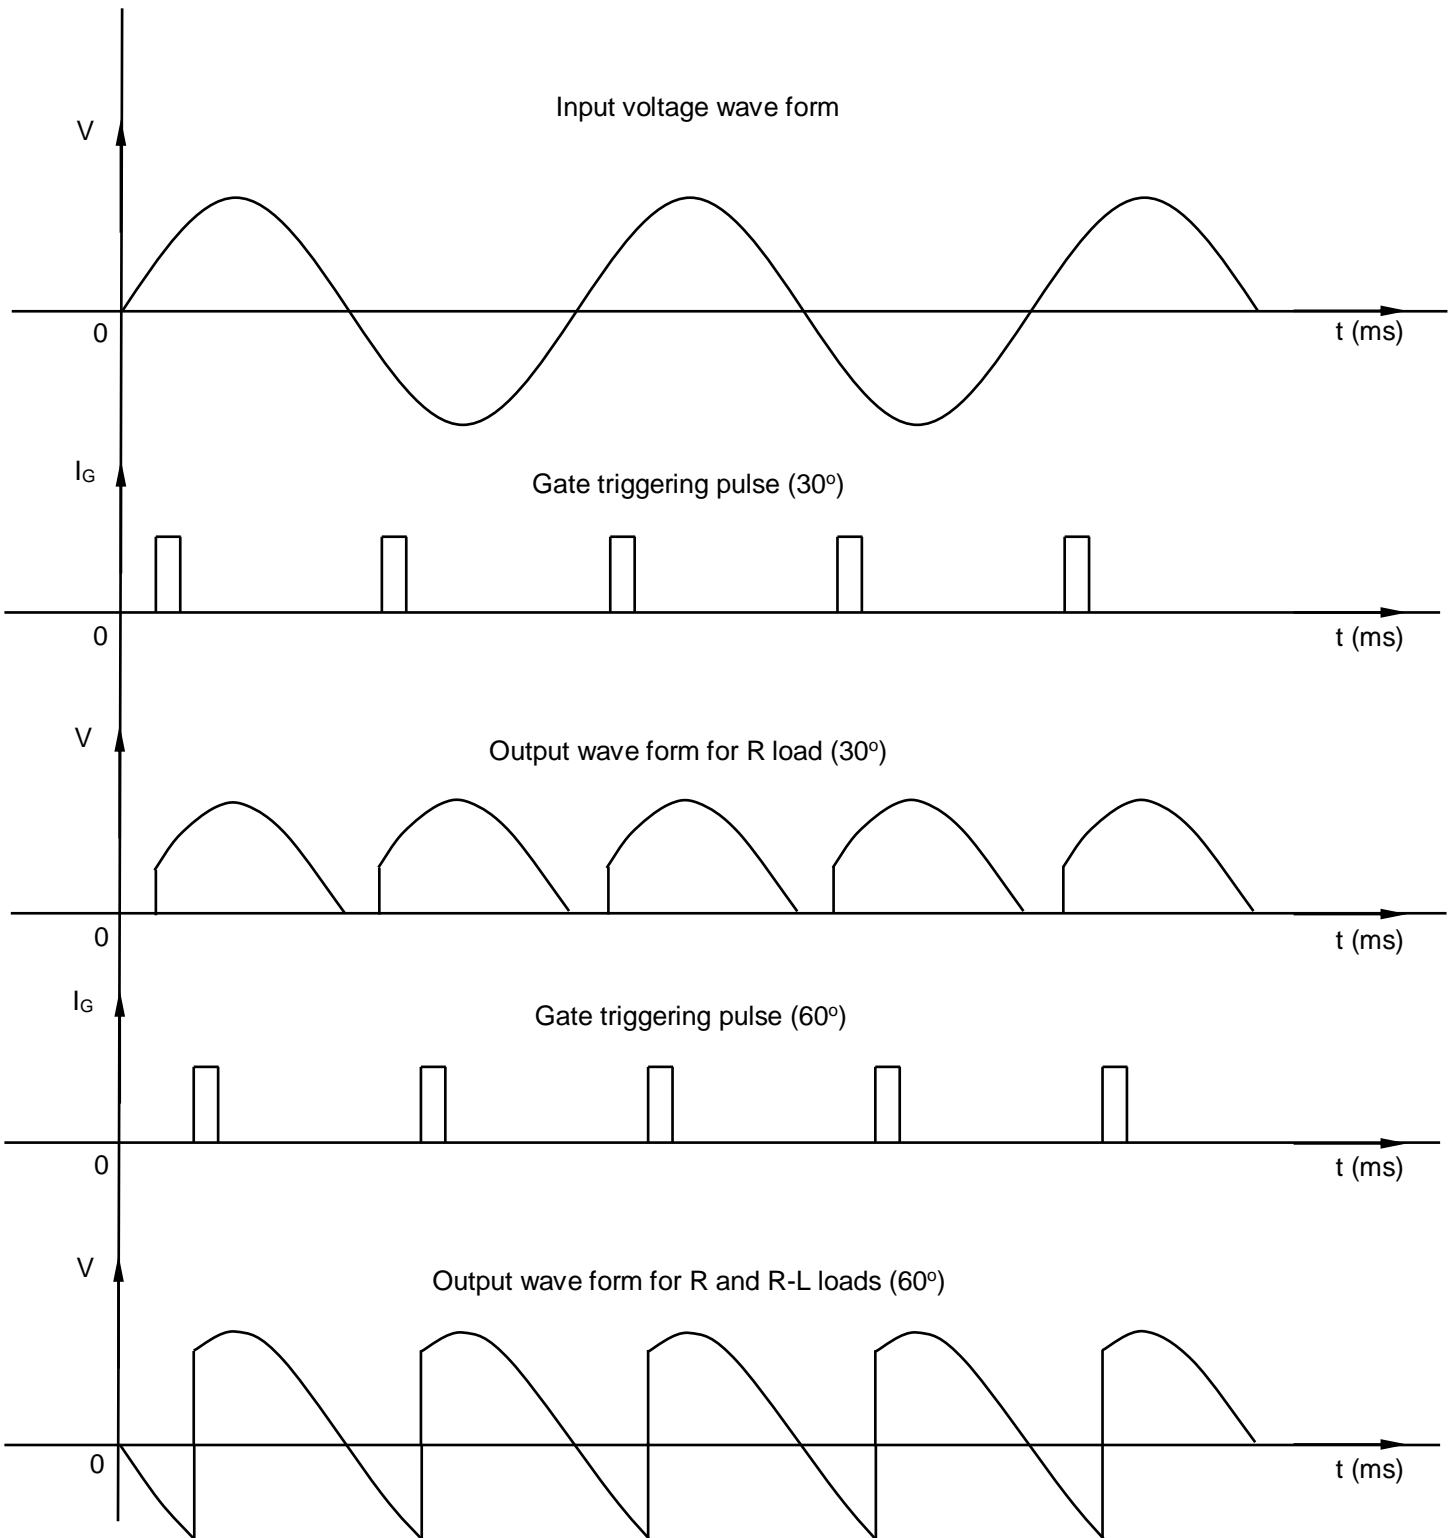 Input voltage wave form
V
0
t (ms)
IG
Gate triggering pulse (30o)
0
t (ms)
V
Output wave form for R load (30o)
0
t (ms)
IG
Gate triggering pulse (60o)
0
t (ms)
V
Output wave form for R and R-L loads (60o)
0
t (ms)